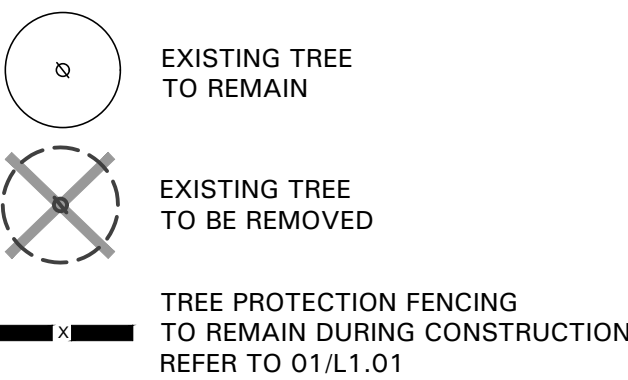 EXISTING TREE
TO REMAIN
EXISTING TREE
TO BE REMOVED
TREE PROTECTION FENCING
X TO REMAIN DURING CONSTRUCTION
REFER TO 01/L1.01